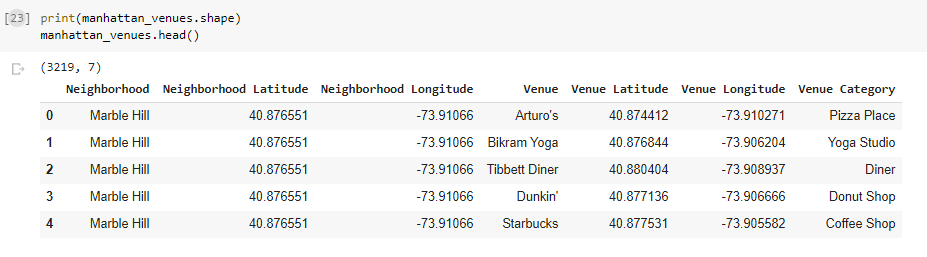 [23] print(manhattan_venues.shape)
manhattan_venues.head()
(3219, 7)
Neighborhood Neighborhood Latitude Neighborhood Longitude Venue Venue Latitude Venue Longitude Venue Category
0 Marble Hill 40.876551 -73.91066 Arturo's 40.874412 -73.910271 Pizza Place
1 Marble Hill 40.876551 -73.91066 Bikram Yoga 40.876844 -73.906204 Yoga Studio
2 Marble Hill 40.876551 -73.91066 Tibbett Diner 40.880404 -73.908937 Diner
3 Marble Hill 40.876551 -73.91066 Dunkin' 40.877136 -73.906666 Donut Shop
4 Marble Hill 40.876551 -73.91066 Starbucks 40.877531 -73.905582 Coffee Shop